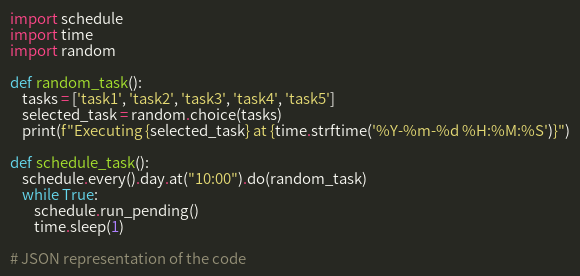 import schedule
import time
import random

def random_task():
    tasks = ['task1', 'task2', 'task3', 'task4', 'task5']
    selected_task = random.choice(tasks)
    print(f"Executing {selected_task} at {time.strftime('%Y-%m-%d %H:%M:%S')}")

def schedule_task():
    schedule.every().day.at("10:00").do(random_task)
    while True:
        schedule.run_pending()
        time.sleep(1)

# JSON representation of the code